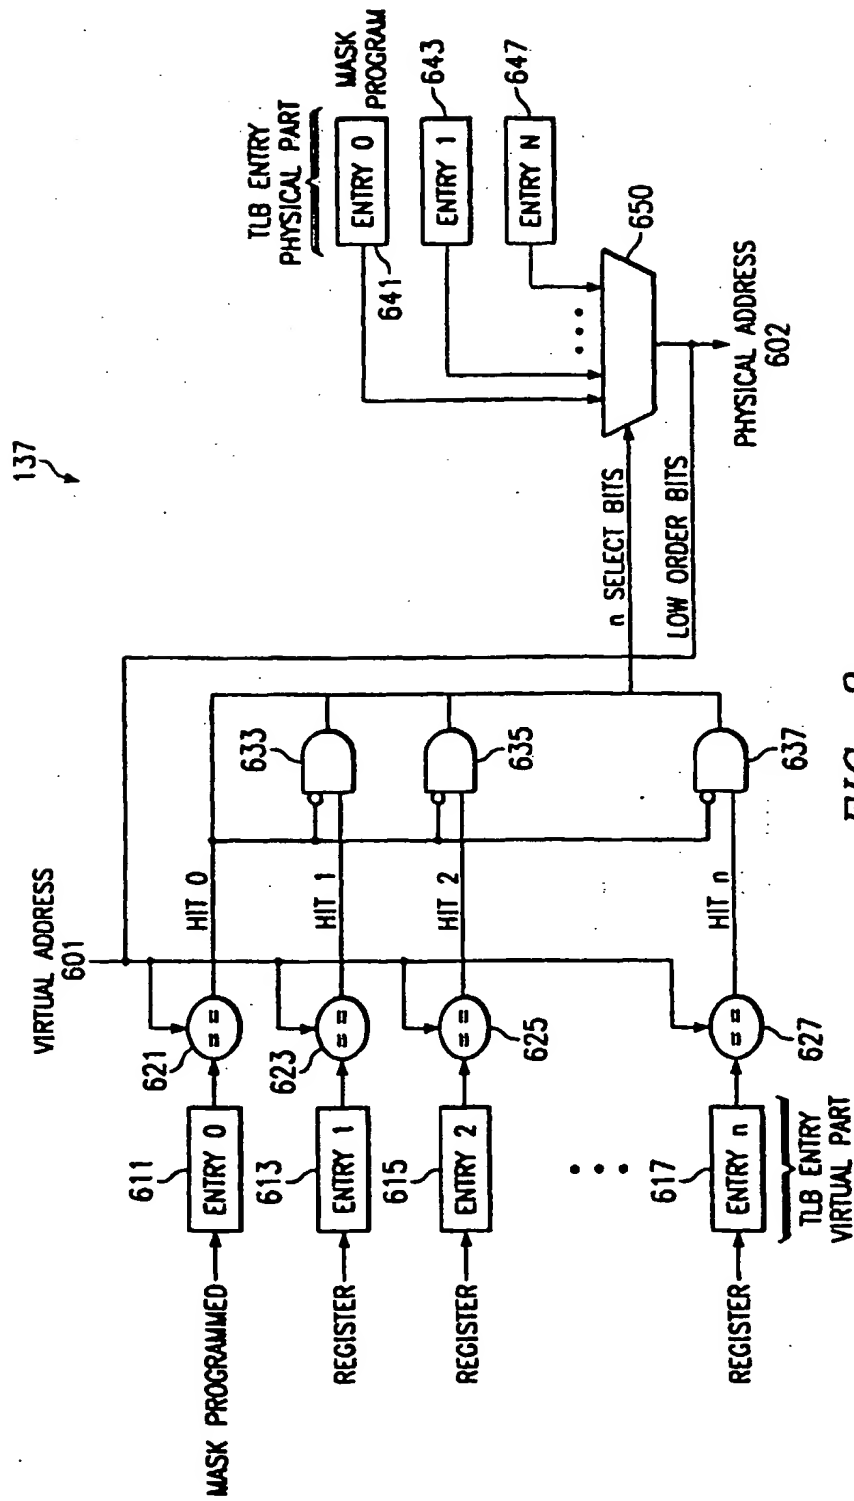 137
VIRTUAL ADDRESS
601
MASK PROGRAMMED
611
ENTRY 0
621
==
HIT 0
REGISTER
613
ENTRY 1
623
==
HIT 1
633
REGISTER
615
ENTRY 2
625
==
HIT 2
635
REGISTER
617
ENTRY n
627
==
HIT n
637
TLB ENTRY
VIRTUAL PART
n SELECT BITS
LOW ORDER BITS
TLB ENTRY
PHYSICAL PART
ENTRY 0
641
MASK
PROGRAM
ENTRY 1
643
ENTRY N
647
650
PHYSICAL ADDRESS
602